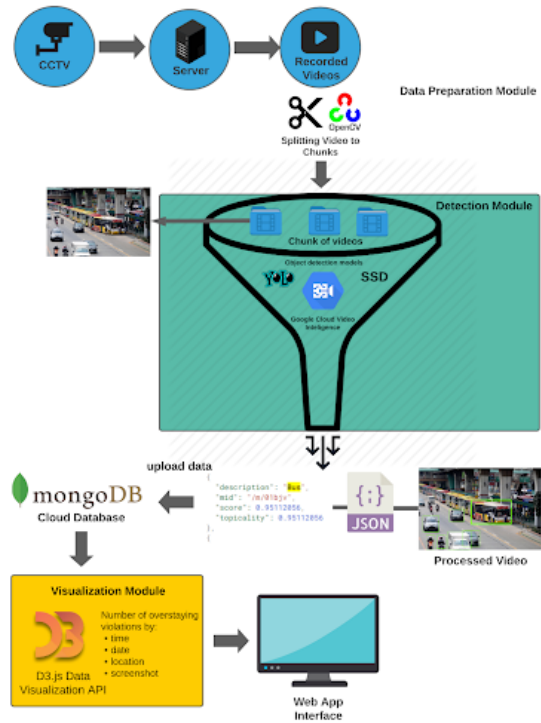 CCTV
Server
Recorded
Videos
Data Preparation Module
OpenCV
Splitting Video to
Chunks
Detection Module
Chunk of videos
Object detection models
YOLO
SSD
Google Cloud Video
Intelligence
upload data
mongoDB
Cloud Database
{
"description": "Bus",
"mid": "/m/01bjv",
"score": 0.95112056,
"topicality": 0.95112056
},
{
{;}
JSON
Processed Video
Visualization Module
D3
D3.js Data
Visualization API
Number of overstaying
violations by:
• time
• date
• location
• screenshot
Web App
Interface